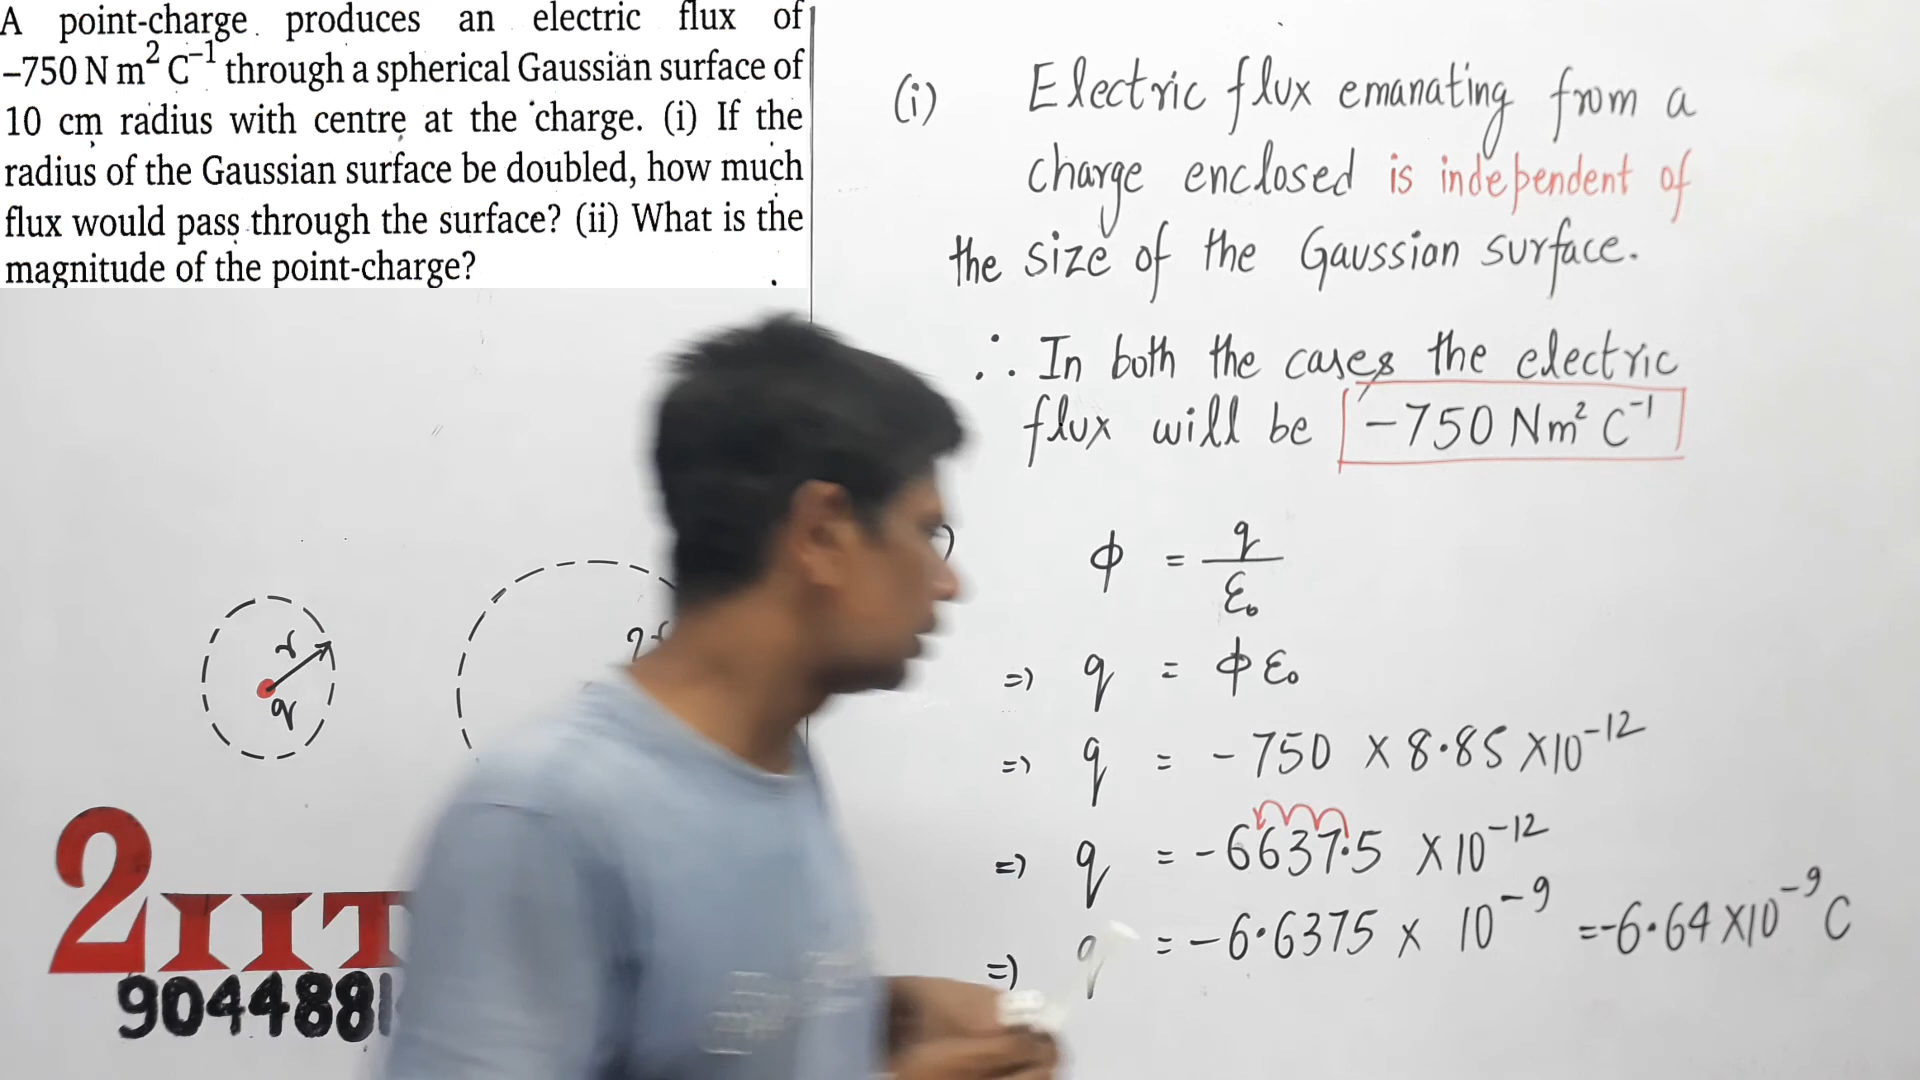 A point-charge produces an electric flux of
–750 N m² C⁻¹ through a spherical Gaussian surface of
10 cm radius with centre at the charge. (i) If the
radius of the Gaussian surface be doubled, how much
flux would pass through the surface? (ii) What is the
magnitude of the point-charge?
(i) Electric flux emanating from a
charge enclosed is independent of
the size of the Gaussian surface.
∴ In both the cases the electric
flux will be -750 Nm² C⁻¹
ϕ = q/ε₀
=) q = ϕ ε₀
=) q = -750 × 8.85 × 10⁻¹²
=) q = -6637.5 × 10⁻¹²
=) q = -6.6375 × 10⁻⁹ = -6.64 × 10⁻⁹ C
r
q
2IIT
9044881